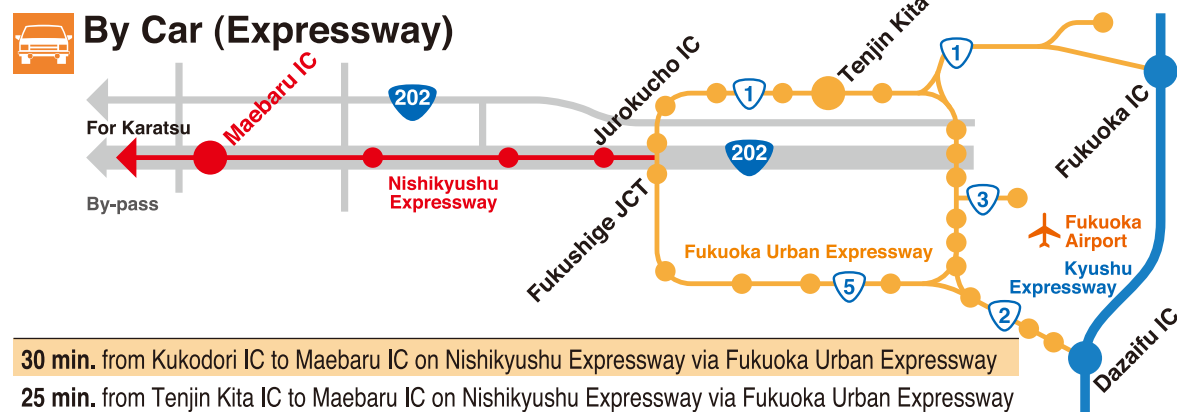 By Car (Expressway)
1
Tenjin Kita
Jurokucho IC
Maebaru IC
202
1
Fukuoka IC
For Karatsu
202
Nishikyushu
Expressway
By-pass
Fukushige JCT
3
Fukuoka
Airport
Fukuoka Urban Expressway
Kyushu
Expressway
5
2
Dazaifu IC
30 min. from Kukodori IC to Maebaru IC on Nishikyushu Expressway via Fukuoka Urban Expressway
25 min. from Tenjin Kita IC to Maebaru IC on Nishikyushu Expressway via Fukuoka Urban Expressway